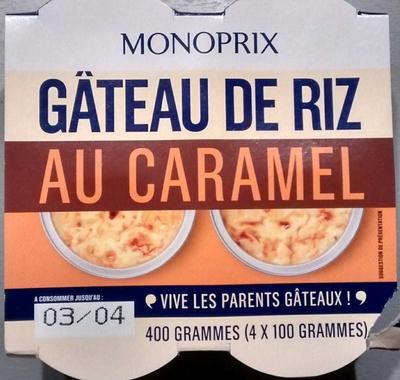 MONOPRIX
GÂTEAU DE RIZ
AU CARAMEL
SUGGESTION DE PRÉSENTATION
A CONSOMMER JUSQU'AU :
03/04
VIVE LES PARENTS GÂTEAUX !
400 GRAMMES (4 X 100 GRAMMES)